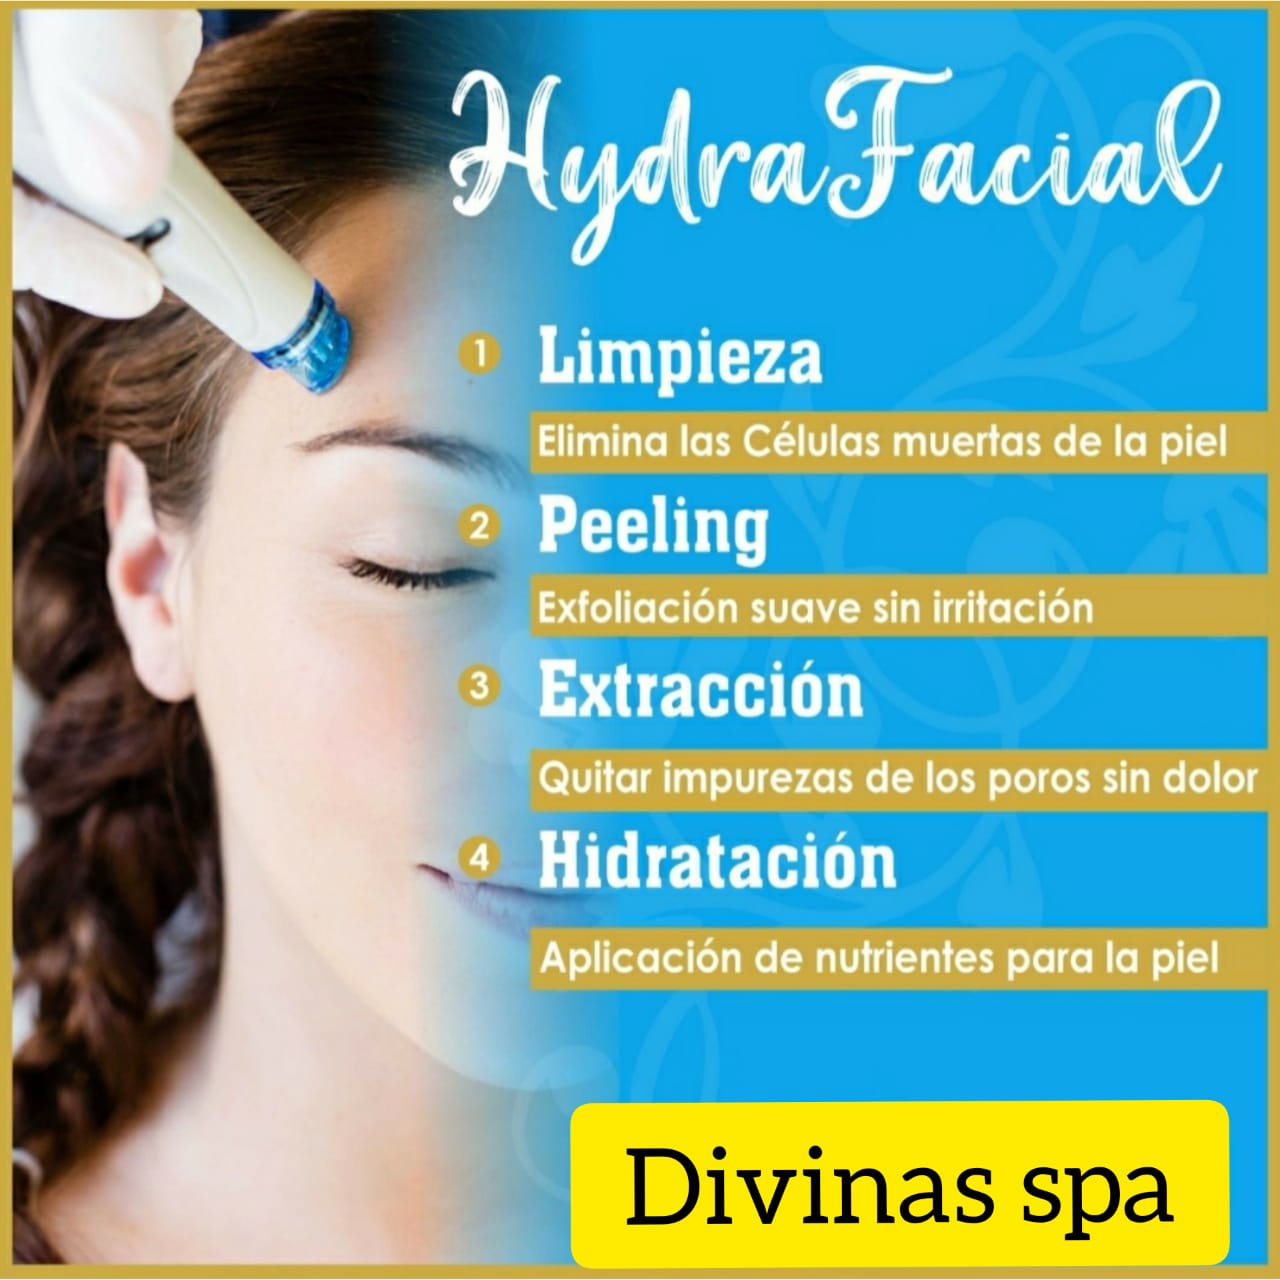 HydraFacial
1 Limpieza
Elimina las Células muertas de la piel
2 Peeling
Exfoliación suave sin irritación
3 Extracción
Quitar impurezas de los poros sin dolor
4 Hidratación
Aplicación de nutrientes para la piel
Divinas spa